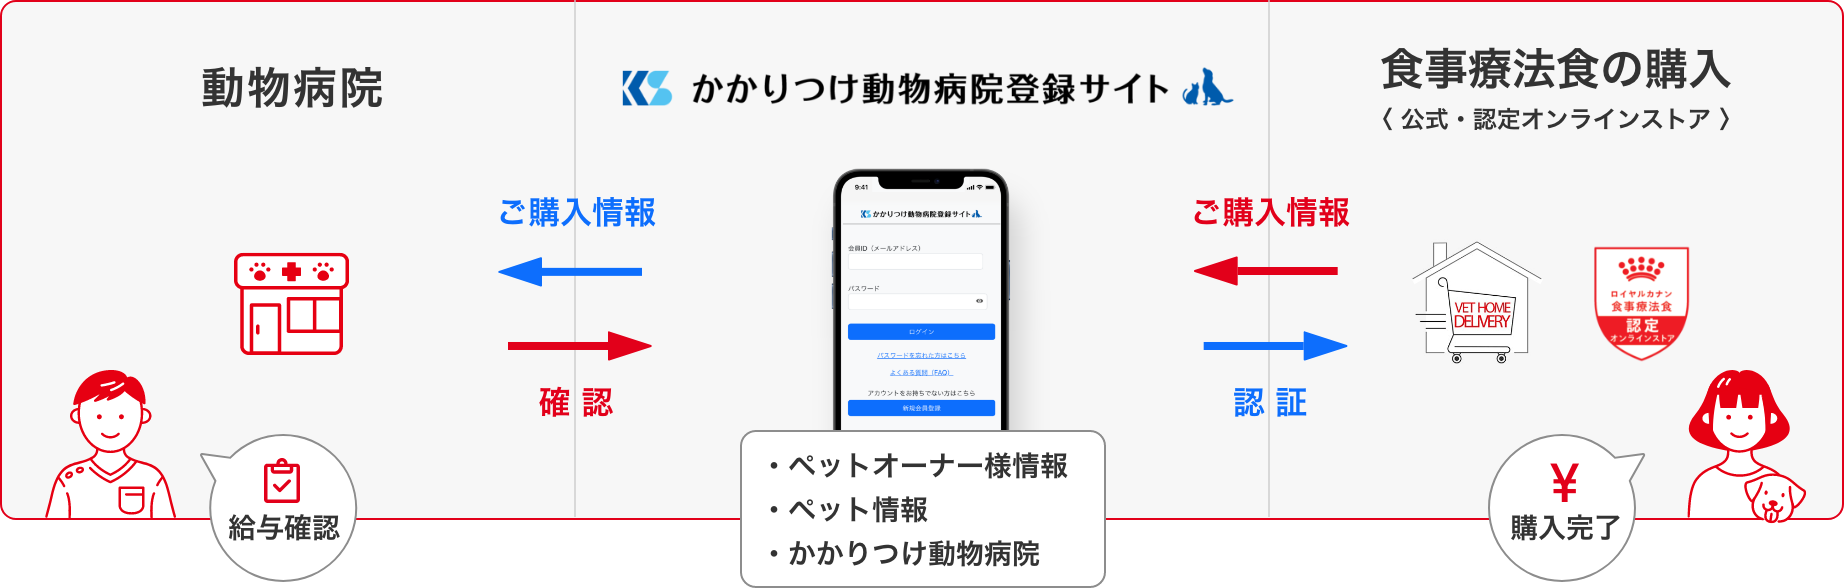 動物病院
KS かかりつけ動物病院登録サイト
食事療法食の購入
〈 公式・認定オンラインストア 〉
ご購入情報
確 認
9:41
KS かかりつけ動物病院登録サイト
会員ID（メールアドレス）
パスワード
ログイン
パスワードを忘れた方はこちら
よくある質問（FAQ）
アカウントをお持ちでない方はこちら
新規会員登録
ご購入情報
認 証
VET HOME
DELIVERY
ロイヤルカナン
食事療法食
認定
オンラインストア
給与確認
・ペットオーナー様情報
・ペット情報
・かかりつけ動物病院
¥
購入完了